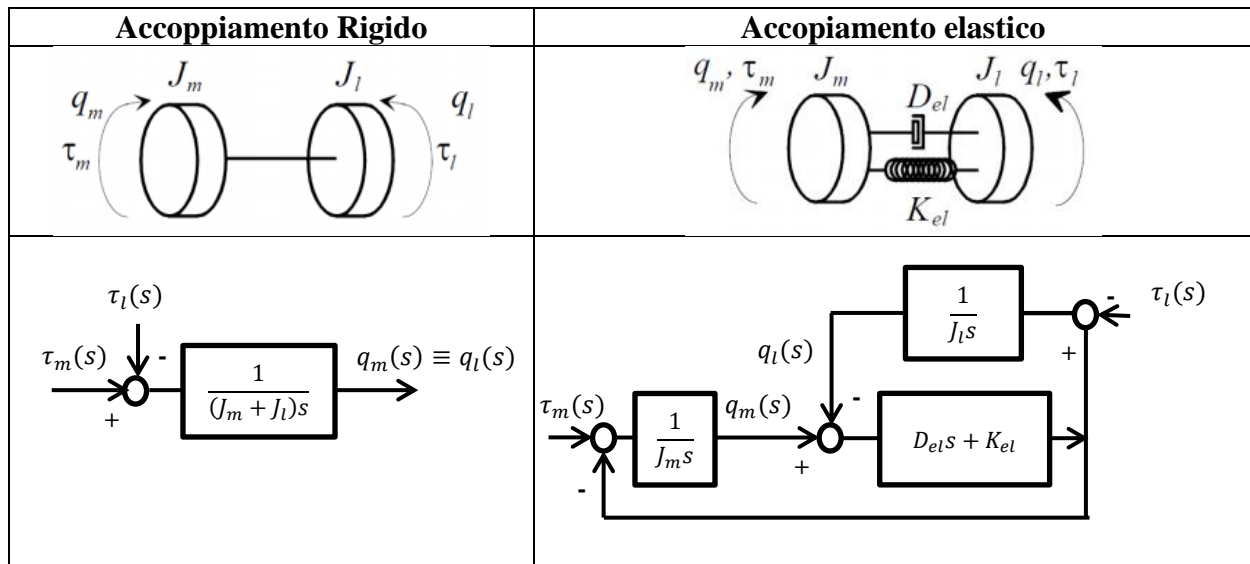 Accoppiamento Rigido
Accopiamento elastico
J_m J_l
q_m q_l
τ_m τ_l
q_m, τ_m J_m J_l q_l, τ_l
D_el
K_el
τ_l(s)
τ_m(s) - q_m(s) ≡ q_l(s)
+
1
(J_m + J_l)s
1
J_l s
- τ_l(s)
+
q_l(s)
τ_m(s) q_m(s) -
1
J_m s
D_el s + K_el
+
-